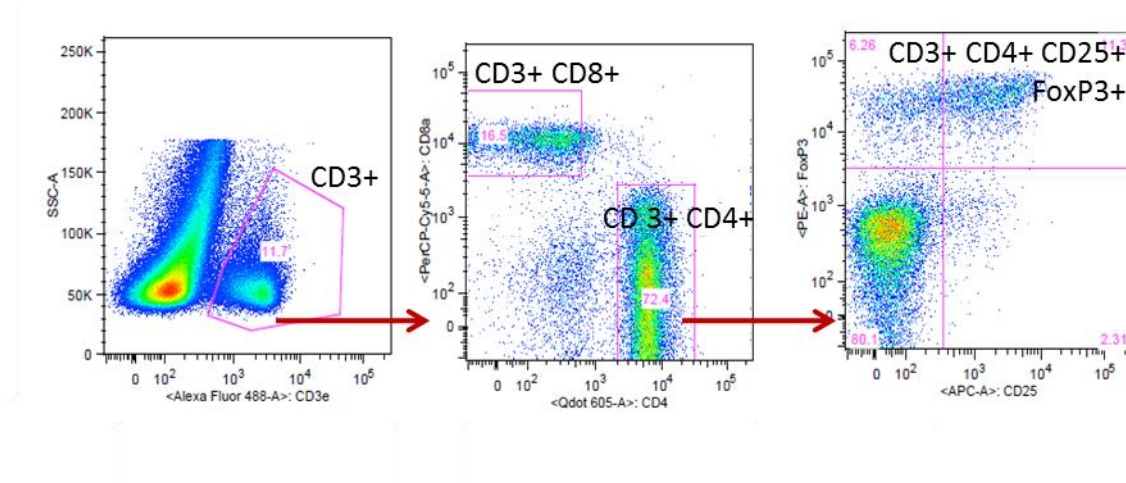 250K
200K
150K
100K
50K
0
SSC-A
CD3+
11.7
0 10² 10³ 10⁴ 10⁵
<Alexa Fluor 488-A>: CD3e
10⁵
10⁴
10³
10²
0
<PerCP-Cy5-5-A>: CD8a
CD3+ CD8+
16.5
CD 3+ CD4+
72.4
0 10² 10³ 10⁴ 10⁵
<Qdot 605-A>: CD4
10⁵
10⁴
10³
10²
0
<PE-A>: FoxP3
6.26
CD3+ CD4+ CD25+
FoxP3+
80.1
2.31
0 10² 10³ 10⁴ 10⁵
<APC-A>: CD25